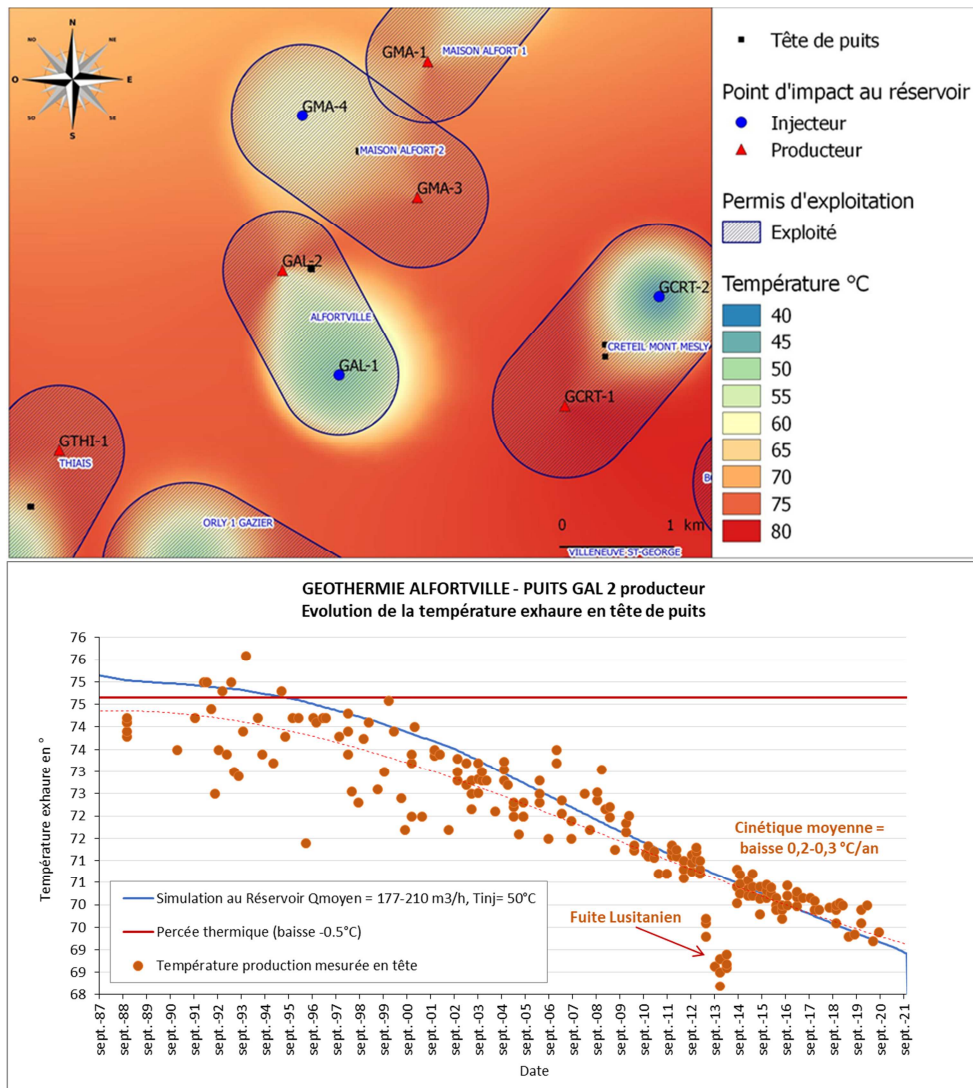 N
NO
NE
O
E
SO
SE
S
GMA-1
MAISON ALFORT 1
GMA-4
MAISON ALFORT 2
GMA-3
GAL-2
ALFORTVILLE
GAL-1
GCRT-2
CRETEIL MONT MESLY
GCRT-1
GTHI-1
THIAIS
ORLY 1 GAZIER
B
0 1 km
VILLENEUVE-ST-GEORGE
Tête de puits
Point d'impact au réservoir
Injecteur
Producteur
Permis d'exploitation
Exploité
Température °C
40
45
50
55
60
65
70
75
80
GEOTHERMIE ALFORTVILLE - PUITS GAL 2 producteur
Evolution de la température exhaure en tête de puits
Température exhaure en °
76
76
75
74
74
73
72
72
71
70
70
69
68
Cinétique moyenne =
baisse 0,2-0,3 °C/an
Fuite Lusitanien
Simulation au Réservoir Qmoyen = 177-210 m3/h, Tinj= 50°C
Percée thermique (baisse -0.5°C)
Température production mesurée en tête
sept.-87
sept.-88
sept.-89
sept.-90
sept.-91
sept.-92
sept.-93
sept.-94
sept.-95
sept.-96
sept.-97
sept.-98
sept.-99
sept.-00
sept.-01
sept.-02
sept.-03
sept.-04
sept.-05
sept.-06
sept.-07
sept.-08
sept.-09
sept.-10
sept.-11
sept.-12
sept.-13
sept.-14
sept.-15
sept.-16
sept.-17
sept.-18
sept.-19
sept.-20
sept.-21
Date